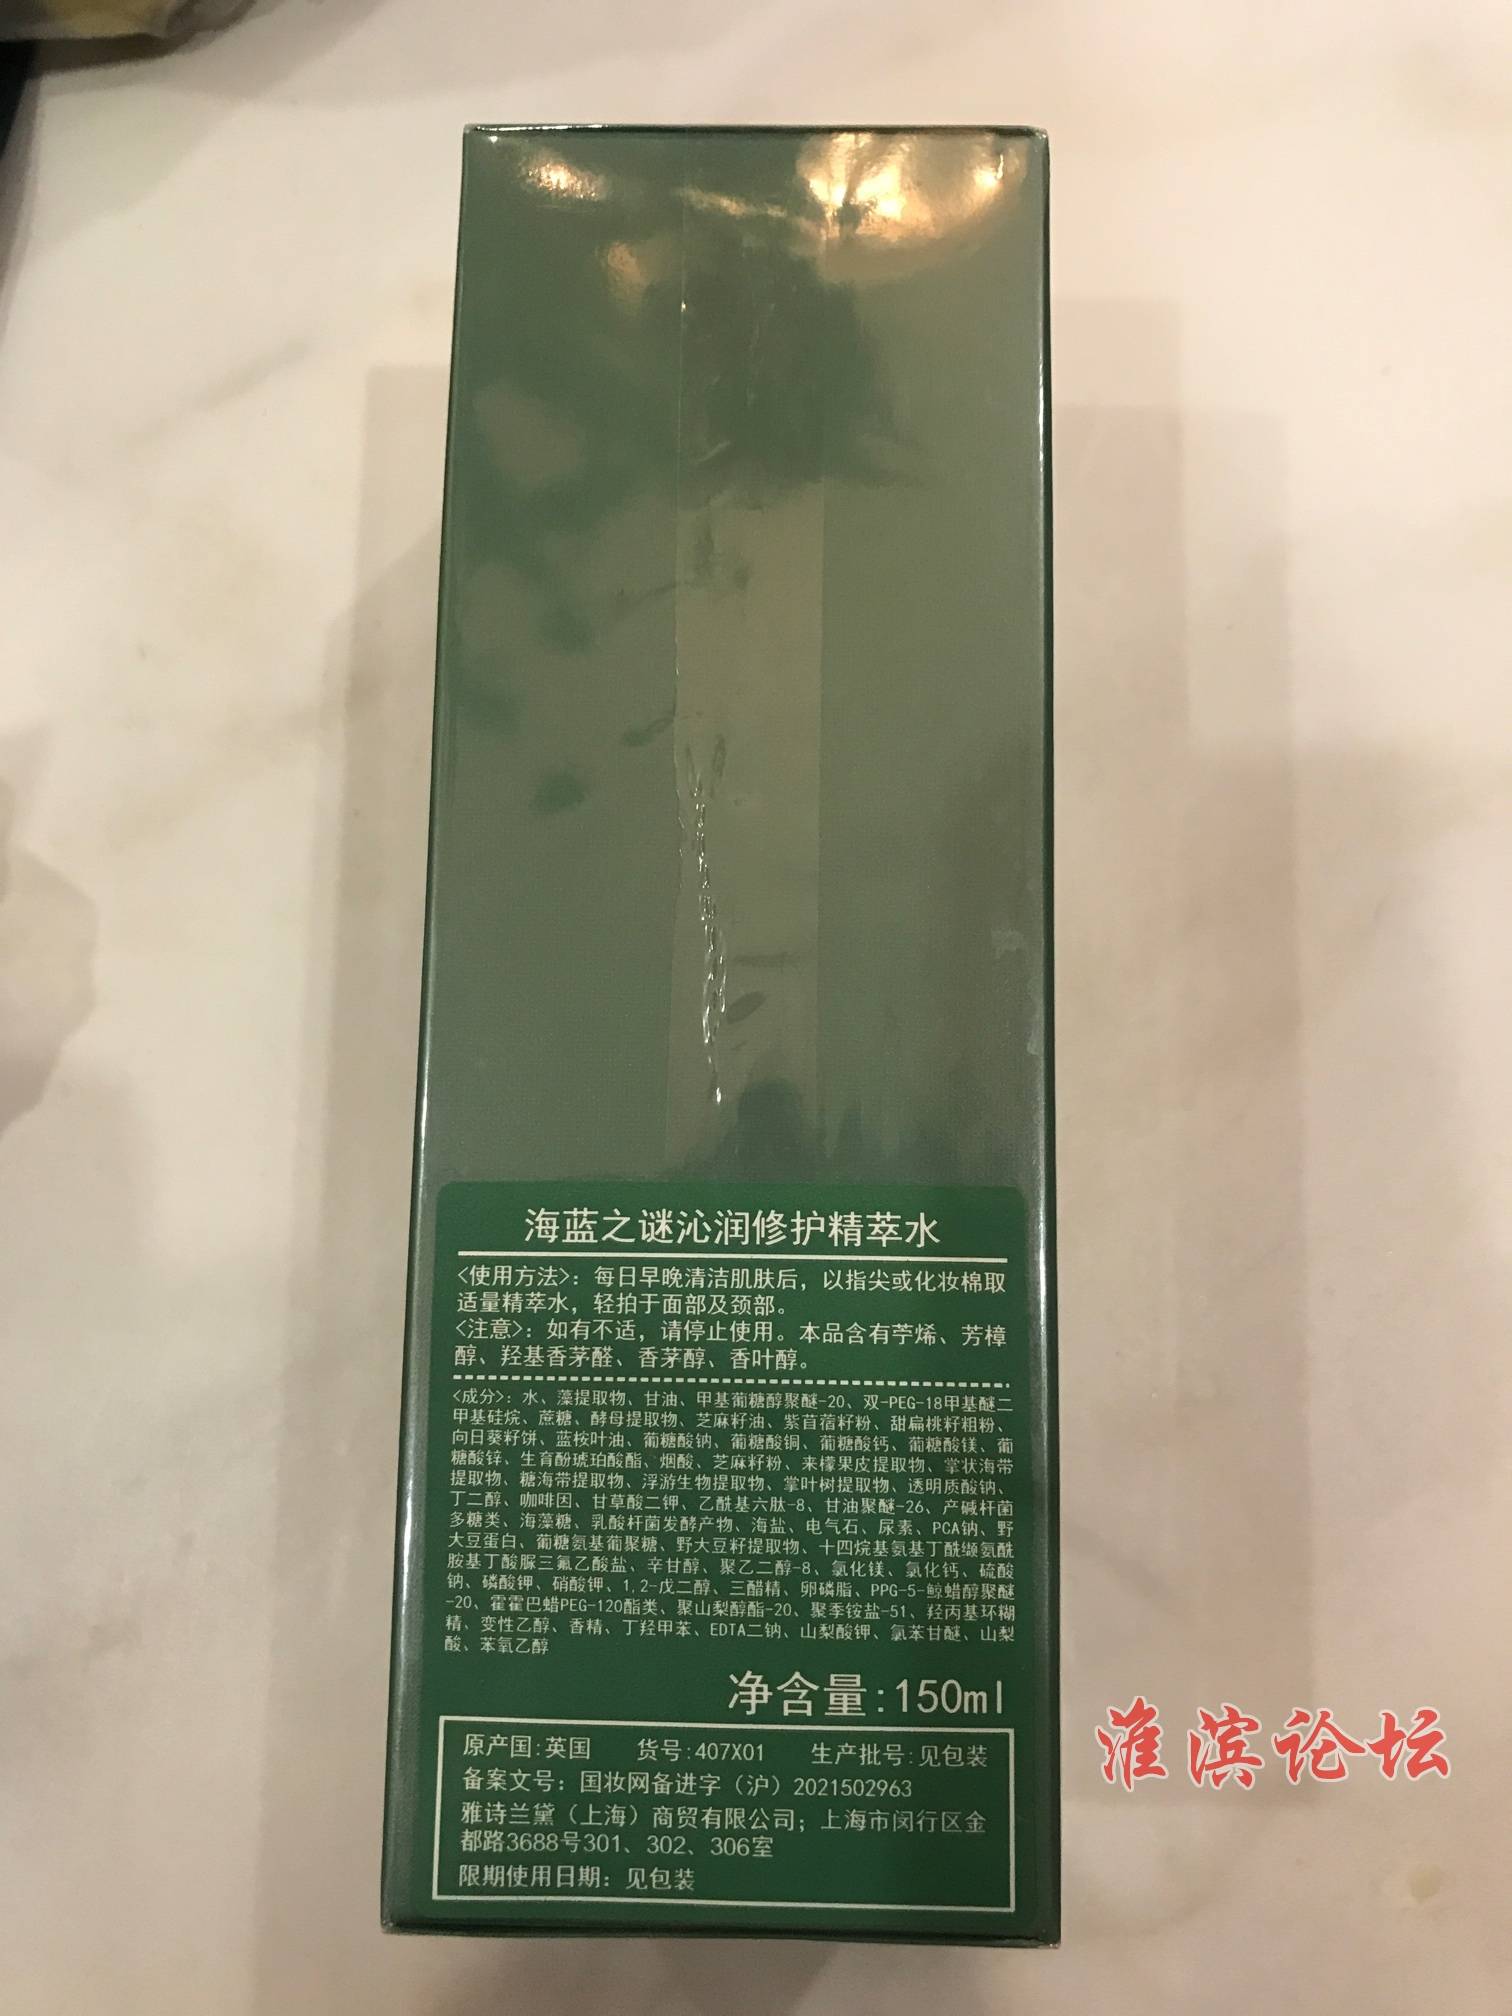 海蓝之谜沁润修护精萃水
<使用方法>：每日早晚清洁肌肤后，以指尖或化妆棉取
适量精萃水，轻拍于面部及颈部。
<注意>：如有不适，请停止使用。本品含有苧烯、芳樟
醇、羟基香茅醛、香茅醇、香叶醇。
<成分>：水、藻提取物、甘油、甲基葡糖醇聚醚-20、双-PEG-18甲基醚二
甲基硅烷、蔗糖、酵母提取物、芝麻籽油、紫苜蓿籽粉、甜扁桃籽粗粉、
向日葵籽饼、蓝桉叶油、葡糖酸钠、葡糖酸铜、葡糖酸钙、葡糖酸镁、葡
糖酸锌、生育酚琥珀酸酯、烟酸、芝麻籽粉、来檬果皮提取物、掌状海带
提取物、糖海带提取物、浮游生物提取物、掌叶树提取物、透明质酸钠、
丁二醇、咖啡因、甘草酸二钾、乙酰基六肽-8、甘油聚醚-26、产碱杆菌
多糖类、海藻糖、乳酸杆菌发酵产物、海盐、电气石、尿素、PCA钠、野
大豆蛋白、葡糖氨基葡聚糖、野大豆籽提取物、十四烷基氨基丁酰缬氨酰
胺基丁酸脲三氟乙酸盐、辛甘醇、聚乙二醇-8、氯化镁、氯化钙、硫酸
钠、磷酸钾、硝酸钾、1,2-戊二醇、三醋精、卵磷脂、PPG-5-鲸蜡醇聚醚
-20、霍霍巴蜡PEG-120酯类、聚山梨醇酯-20、聚季铵盐-51、羟丙基环糊
精、变性乙醇、香精、丁羟甲苯、EDTA二钠、山梨酸钾、氯苯甘醚、山梨
酸、苯氧乙醇
净含量:150ml
原产国:英国 货号:407X01 生产批号:见包装
备案文号：国妆网备进字（沪）2021502963
雅诗兰黛（上海）商贸有限公司；上海市闵行区金
都路3688号301、302、306室
限期使用日期：见包装
淮滨论坛